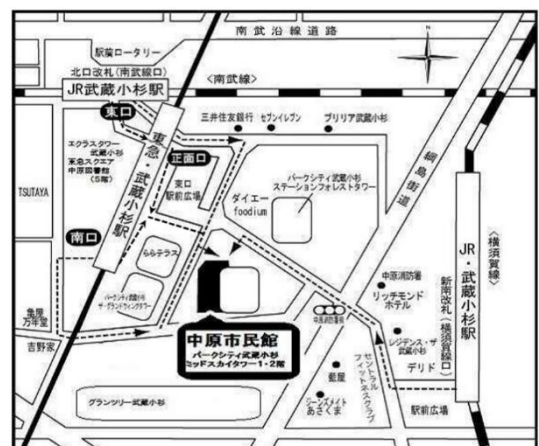 南武沿線道路
駅前ロータリー
北口改札(南武線口)
JR武蔵小杉駅
<南武線>
東口
三井住友銀行
セブンイレブン
ブリリア武蔵小杉
エクラスタワー
武蔵小杉
東急スクエア
中原図書館
(5階)
東急・武蔵小杉駅
正面口
東口
駅前広場
ダイエー
foodium
パークシティ武蔵小杉
ステーションフォレストタワー
綱島街道
TSUTAYA
南口
ららテラス
パークシティ武蔵小杉
ザ・グランドウイングタワー
亀屋
万年堂
吉野家
中原市民館
パークシティ武蔵小杉
ミッドスカイタワー1・2階
グランツリー武蔵小杉
中原消防署前
中原消防署
リッチモンド
ホテル
レジデンス・ザ
武蔵小杉
デリド
セントラル
フィットネスクラブ
藍屋
ジーンズメイト
あさくま
駅前広場
新南改札(横須賀線口)
JR・武蔵小杉駅
<横須賀線>